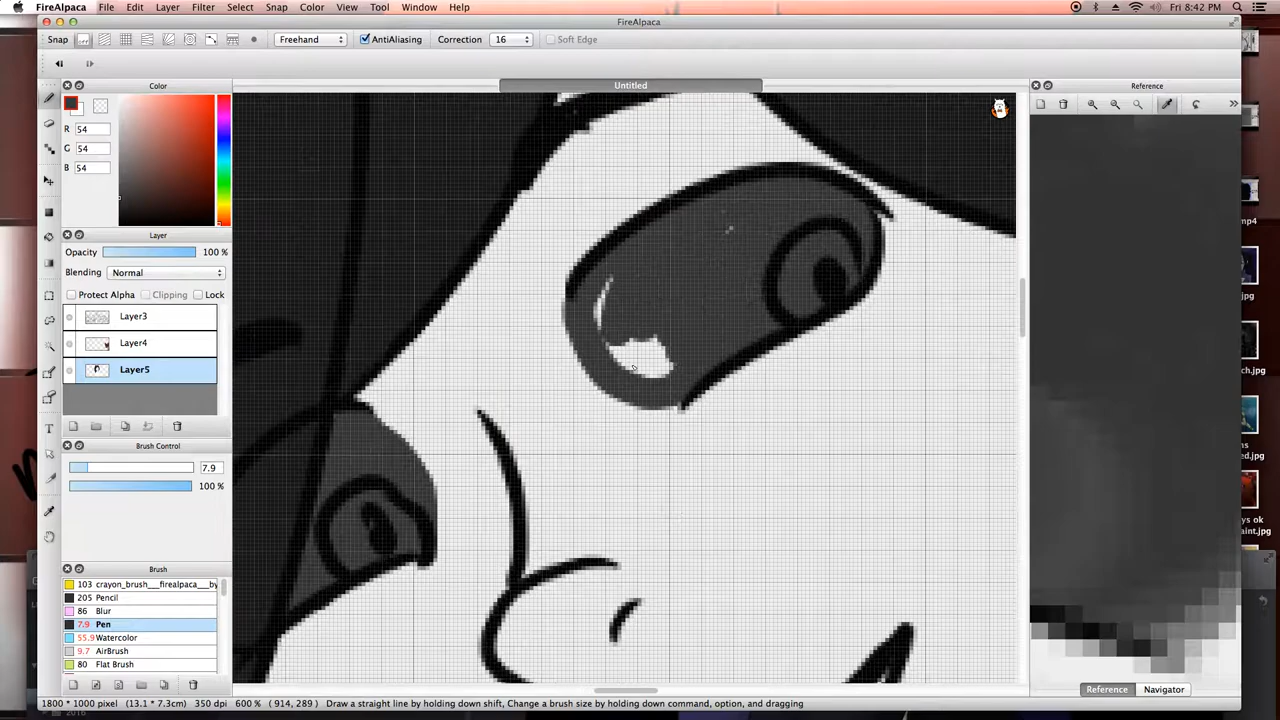 FireAlpaca File Edit Layer Filter Select Snap Color View Tool Window Help Fri 8:42 PM
FireAlpaca
Snap Freehand AntiAliasing Correction 16 Soft Edge
Untitled
Color
R 54
G 54
B 54
Layer
Opacity 100 %
Blending Normal
Protect Alpha Clipping Lock
Layer3
Layer4
Layer5
Brush Control
7.9
100 %
Brush
103 crayon_brush___firealpaca__by
205 Pencil
86 Blur
7.9 Pen
55.9 Watercolor
9.7 AirBrush
80 Flat Brush
Reference
Reference Navigator
mp4
jpg
ch.jpg
ms
ed.jpg
ys ok
aint.jpg
1800 * 1000 pixel (13.1 * 7.3cm) 350 dpi 600 % ( 914, 289 ) Draw a straight line by holding down shift, Change a brush size by holding down command, option, and dragging